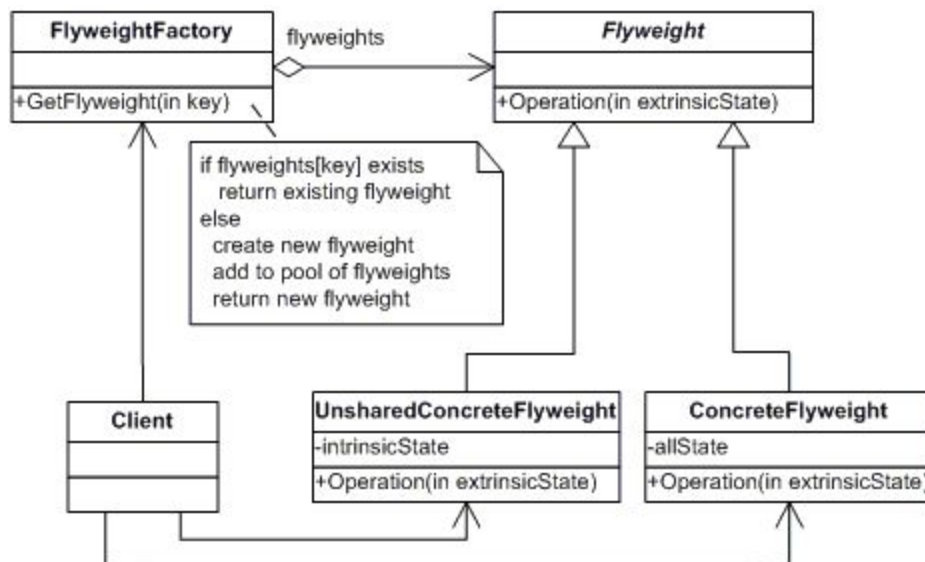 FlyweightFactory
+GetFlyweight(in key)
flyweights
Flyweight
+Operation(in extrinsicState)
if flyweights[key] exists
return existing flyweight
else
create new flyweight
add to pool of flyweights
return new flyweight
Client
UnsharedConcreteFlyweight
-intrinsicState
+Operation(in extrinsicState)
ConcreteFlyweight
-allState
+Operation(in extrinsicState)